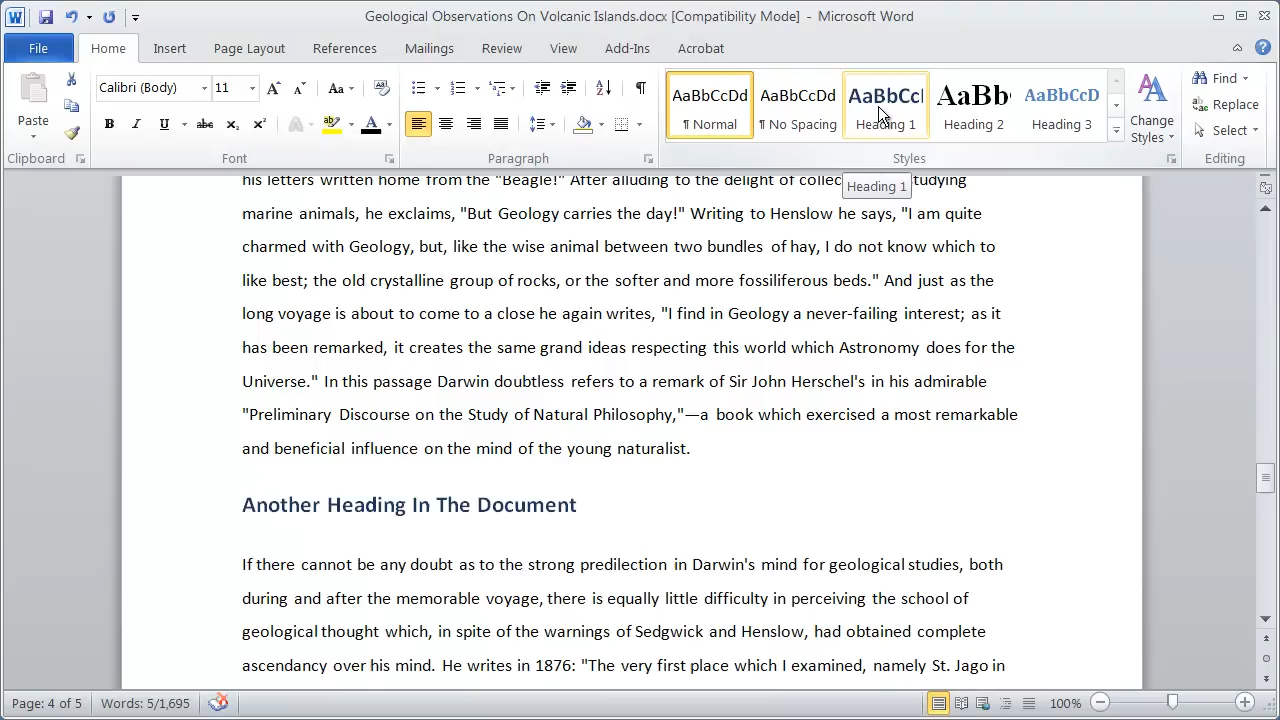 Geological Observations On Volcanic Islands.docx [Compatibility Mode] - Microsoft Word
File Home Insert Page Layout References Mailings Review View Add-Ins Acrobat
Paste
Clipboard
Calibri (Body) 11
B I U abc x₂ x²
Font
Paragraph
AaBbCcDd AaBbCcDd AaBbCcI AaBb( AaBbCcD
¶ Normal ¶ No Spacing Heading 1 Heading 2 Heading 3
Change Styles
Styles
Find
Replace
Select
Editing
Heading 1
his letters written home from the "Beagle!" After alluding to the delight of collec tudying
marine animals, he exclaims, "But Geology carries the day!" Writing to Henslow he says, "I am quite
charmed with Geology, but, like the wise animal between two bundles of hay, I do not know which to
like best; the old crystalline group of rocks, or the softer and more fossiliferous beds." And just as the
long voyage is about to come to a close he again writes, "I find in Geology a never-failing interest; as it
has been remarked, it creates the same grand ideas respecting this world which Astronomy does for the
Universe." In this passage Darwin doubtless refers to a remark of Sir John Herschel's in his admirable
"Preliminary Discourse on the Study of Natural Philosophy,"—a book which exercised a most remarkable
and beneficial influence on the mind of the young naturalist.
Another Heading In The Document
If there cannot be any doubt as to the strong predilection in Darwin's mind for geological studies, both
during and after the memorable voyage, there is equally little difficulty in perceiving the school of
geological thought which, in spite of the warnings of Sedgwick and Henslow, had obtained complete
ascendancy over his mind. He writes in 1876: "The very first place which I examined, namely St. Jago in
Page: 4 of 5 Words: 5/1,695 100%